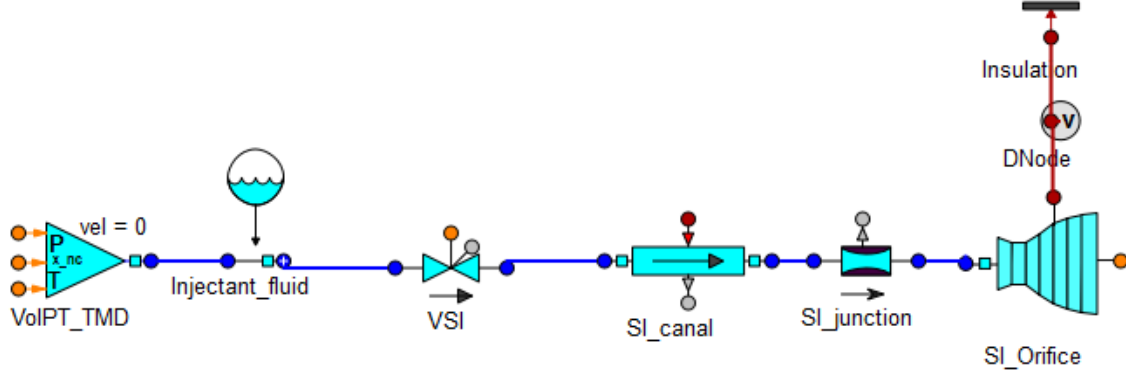 Insulation
V
DNode
vel = 0
P
x_nc
T
VolPT_TMD
Injectant_fluid
VSI
SI_canal
SI_junction
SI_Orifice